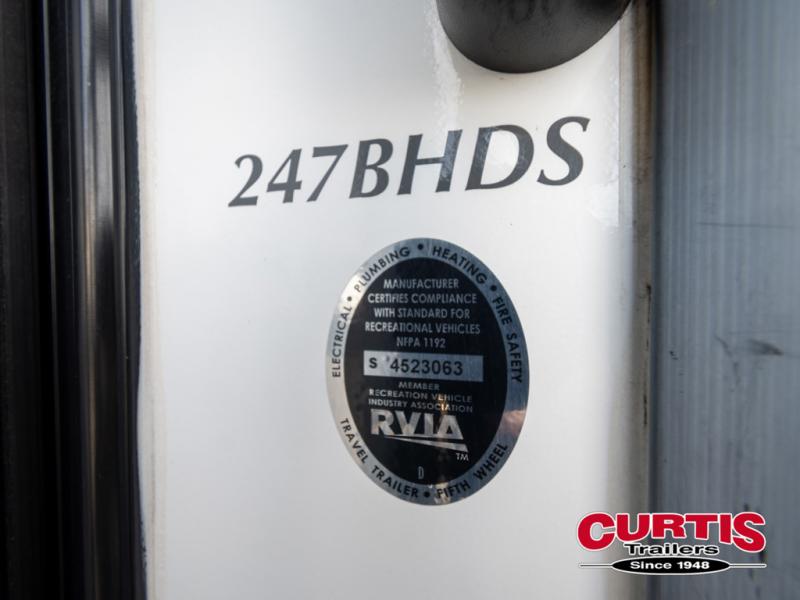 247BHDS
ELECTRICAL • PLUMBING • HEATING • FIRE SAFETY
MANUFACTURER
CERTIFIES COMPLIANCE
WITH STANDARD FOR
RECREATIONAL VEHICLES
NFPA 1192
S 4523063
MEMBER
RECREATION VEHICLE
INDUSTRY ASSOCIATION
RVIA
TM
D
TRAVEL TRAILER • FIFTH WHEEL
CURTIS
Trailers
Since 1948